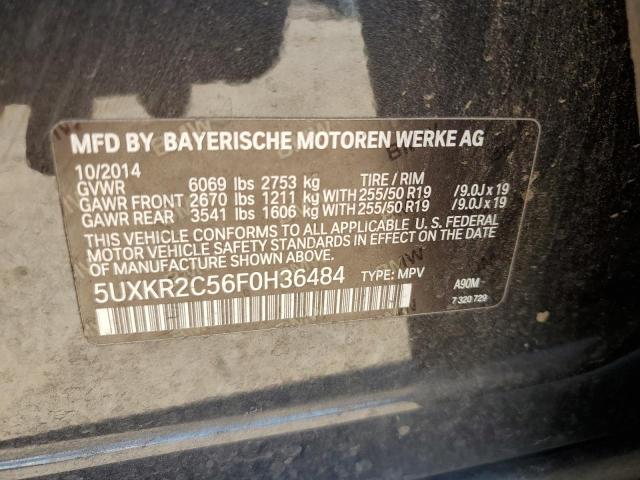 MFD BY BAYERISCHE MOTOREN WERKE AG
10/2014 TIRE / RIM
GVWR 6069 lbs 2753 kg
GAWR FRONT 2670 lbs 1211 kg WITH 255/50 R19 /9.0J x 19
GAWR REAR 3541 lbs 1606 kg WITH 255/50 R19 /9.0J x 19
THIS VEHICLE CONFORMS TO ALL APPLICABLE U.S. FEDERAL
MOTOR VEHICLE SAFETY STANDARDS IN EFFECT ON THE DATE
OF MANUFACTURE SHOWN ABOVE.
5UXKR2C56F0H36484 TYPE: MPV A90M
7 320 729